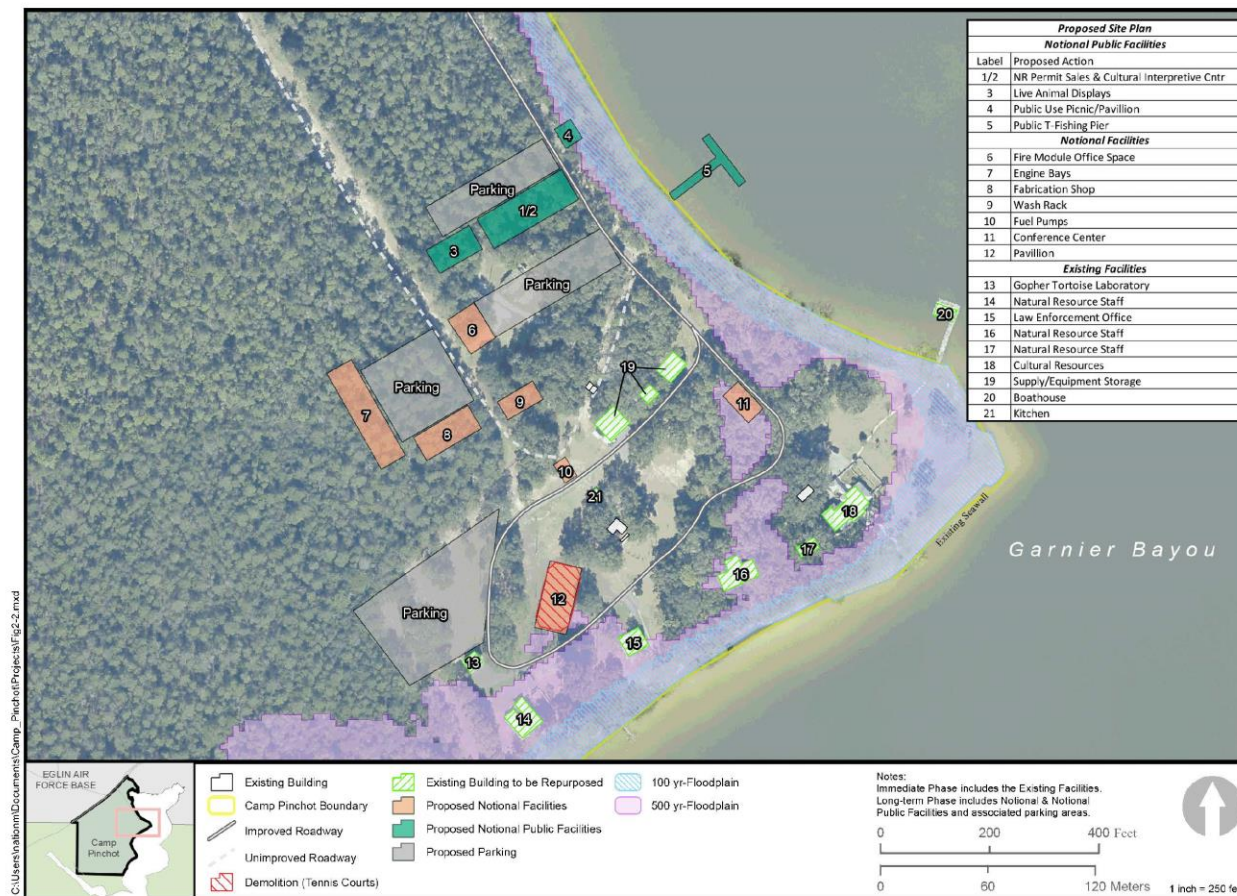 Proposed Site Plan
Notional Public Facilities
Label Proposed Action
1/2 NR Permit Sales & Cultural Interpretive Cntr
3 Live Animal Displays
4 Public Use Picnic/Pavillion
5 Public T-Fishing Pier
Notional Facilities
6 Fire Module Office Space
7 Engine Bays
8 Fabrication Shop
9 Wash Rack
10 Fuel Pumps
11 Conference Center
12 Pavillion
Existing Facilities
13 Gopher Tortoise Laboratory
14 Natural Resource Staff
15 Law Enforcement Office
16 Natural Resource Staff
17 Natural Resource Staff
18 Cultural Resources
19 Supply/Equipment Storage
20 Boathouse
21 Kitchen
4
5
Parking
1/2
3
Parking
20
6
19
Parking
11
9
7
8
10
21
18
Existing Seawall
17
Garnier Bayou
16
12
Parking
15
13
14
C:\Users\nationm\Documents\Camp_Pinchot\Projects\Fig2-2.mxd
EGLIN AIR
FORCE BASE
Camp
Pinchot
Existing Building
Camp Pinchot Boundary
Improved Roadway
Unimproved Roadway
Demolition (Tennis Courts)
Existing Building to be Repurposed
Proposed Notional Facilities
Proposed Notional Public Facilities
Proposed Parking
100 yr-Floodplain
500 yr-Floodplain
Notes:
Immediate Phase includes the Existing Facilities.
Long-term Phase includes Notional & Notional
Public Facilities and associated parking areas.
0 200 400 Feet
0 60 120 Meters
1 inch = 250 fe